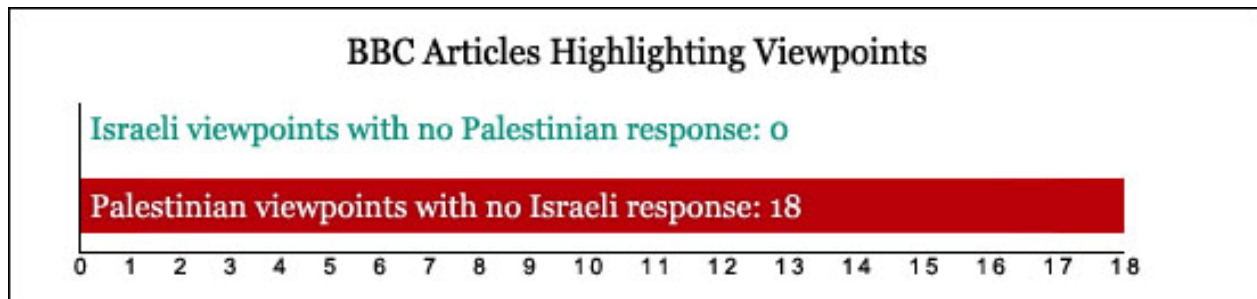 BBC Articles Highlighting Viewpoints
Israeli viewpoints with no Palestinian response: 0
Palestinian viewpoints with no Israeli response: 18
0 1 2 3 4 5 6 7 8 9 10 11 12 13 14 15 16 17 18